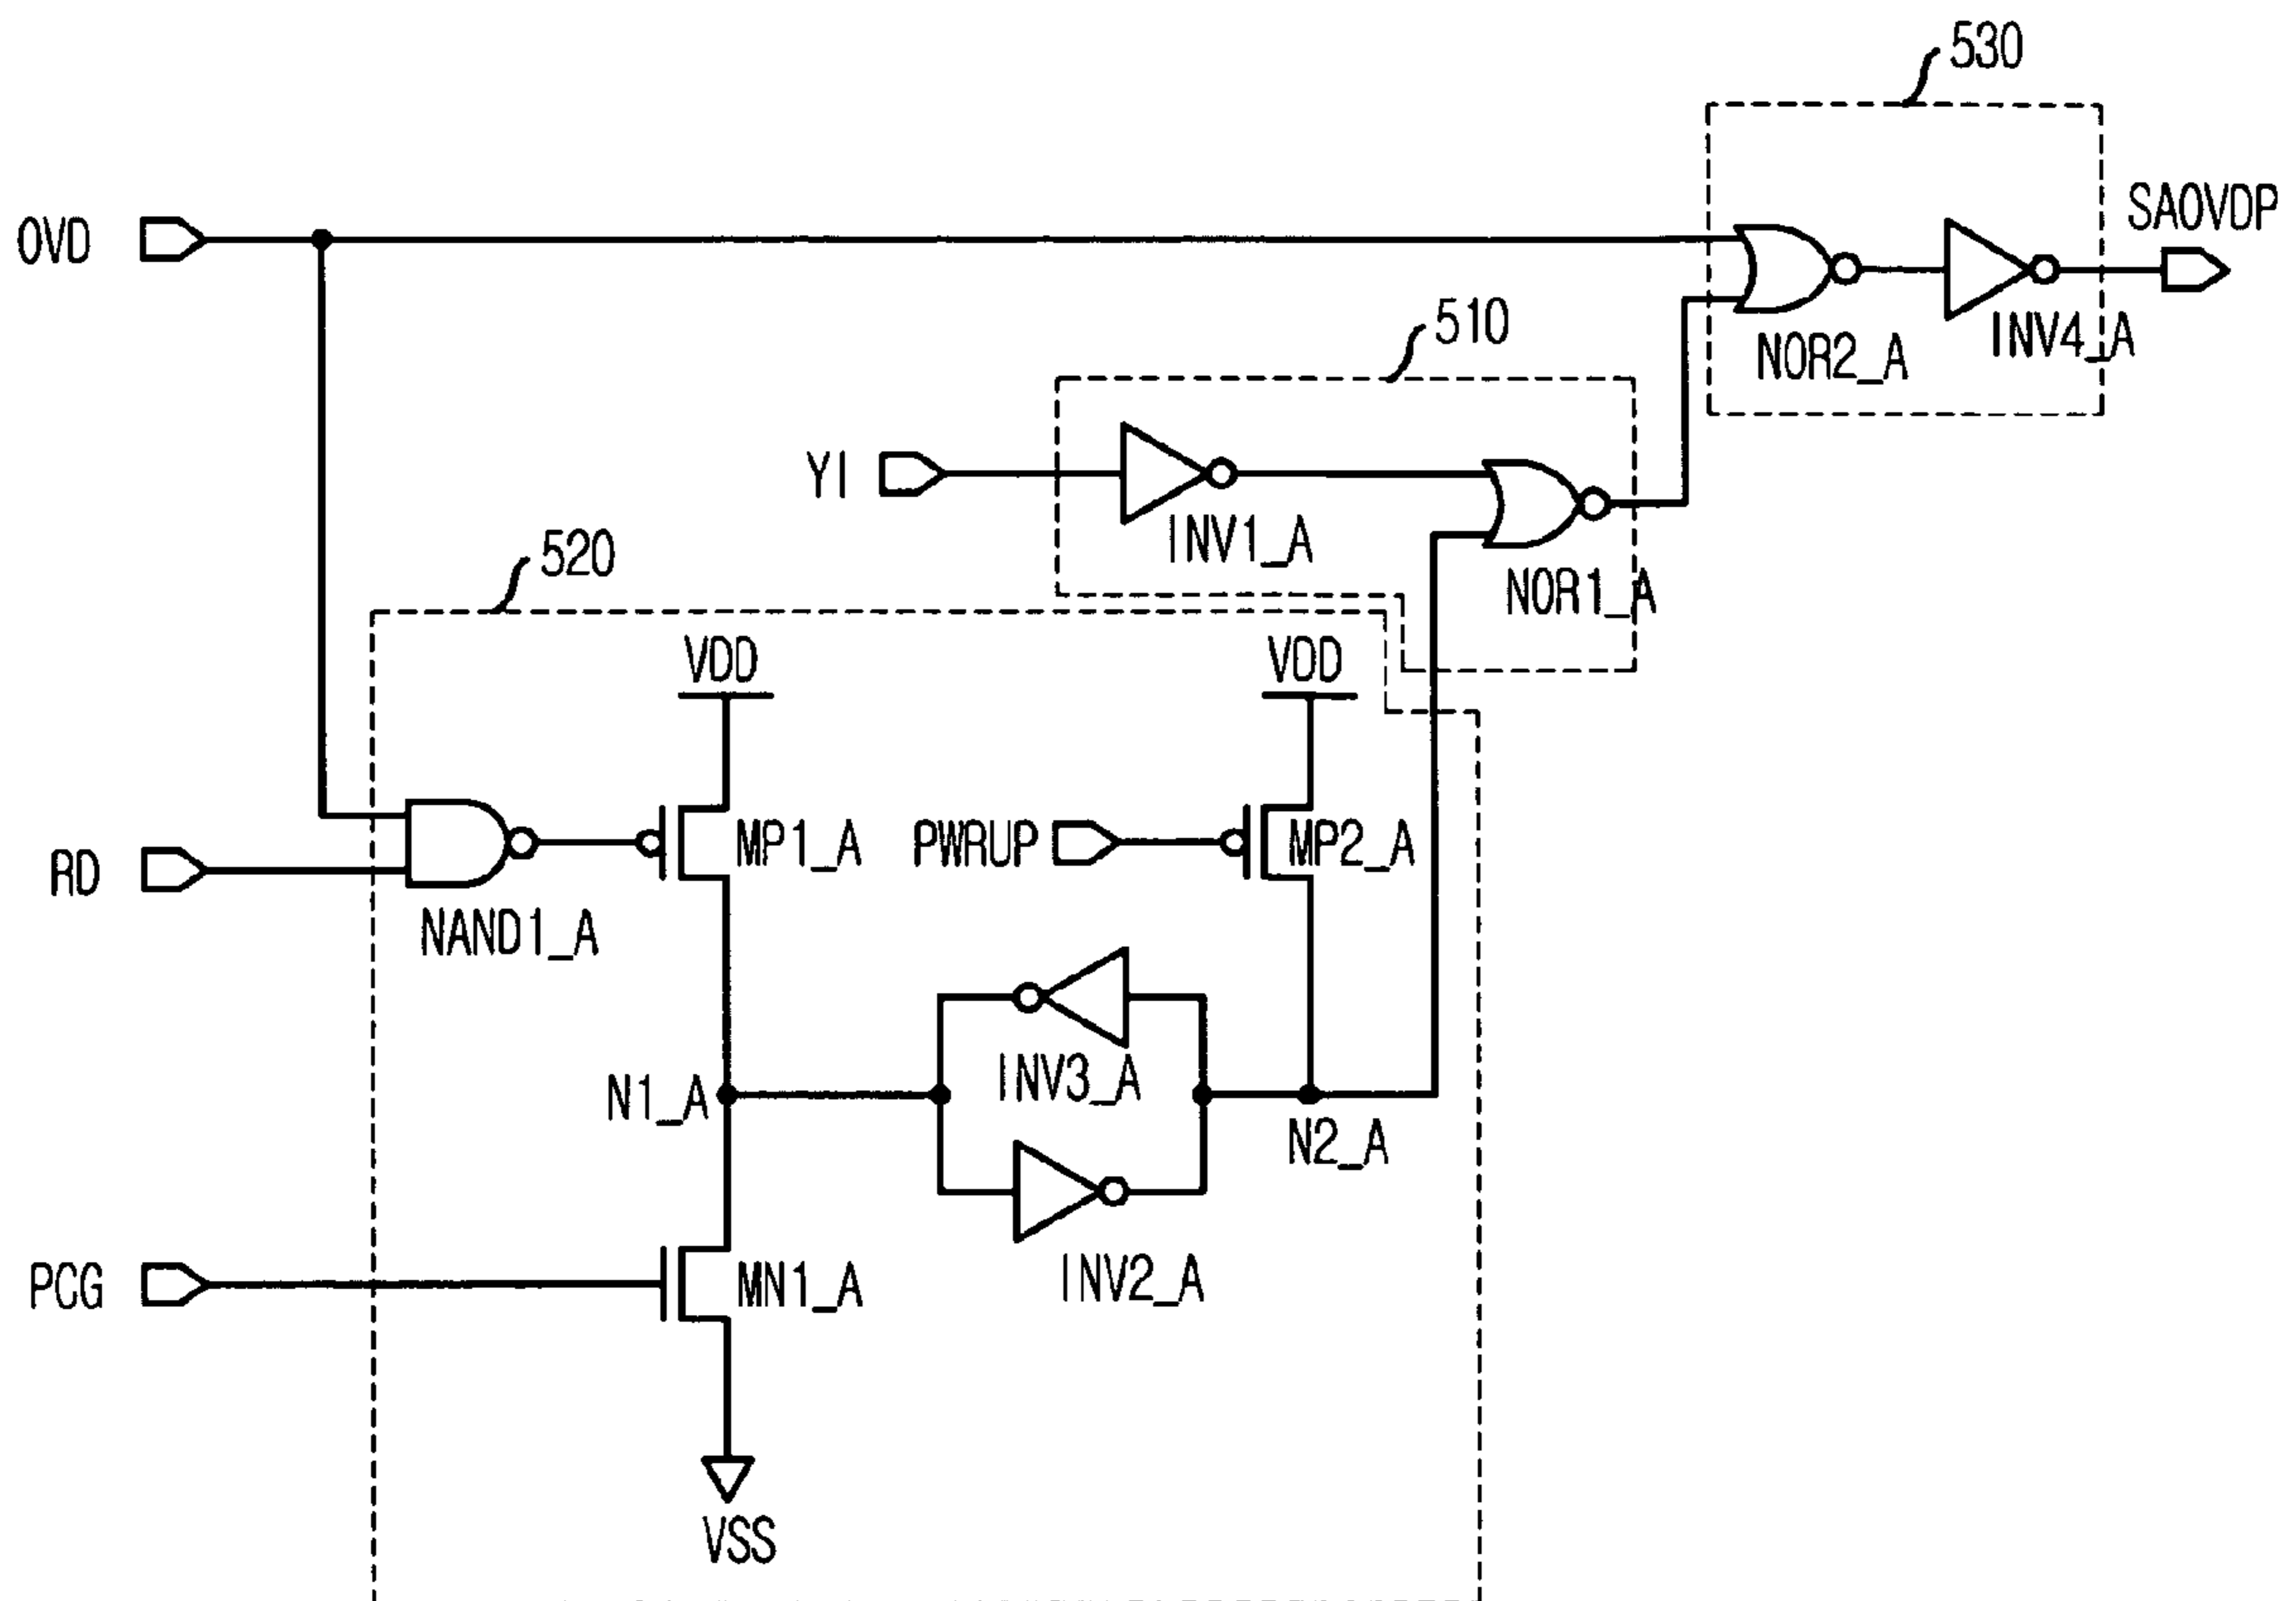 530
SAOVDP
OVD
510
INV4_A
NOR2_A
YI
INV1_A
520
NOR1_A
VDD
VDD
MP1_A
PWRUP
MP2_A
RD
NAND1_A
INV3_A
N1_A
N2_A
PCG
MN1_A
INV2_A
VSS